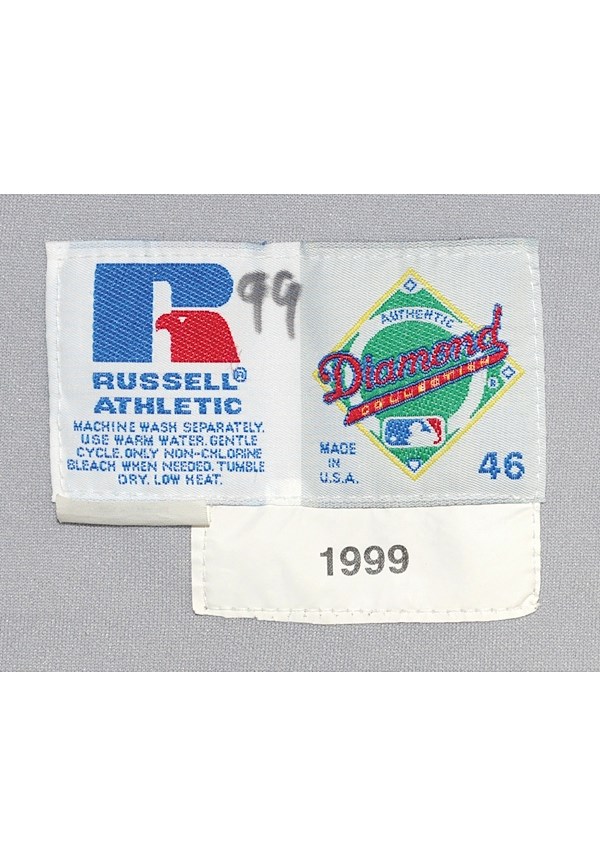 R
99
RUSSELL®
ATHLETIC
MACHINE WASH SEPARATELY.
USE WARM WATER. GENTLE
CYCLE. ONLY NON-CHLORINE
BLEACH WHEN NEEDED. TUMBLE
DRY. LOW HEAT.
AUTHENTIC
Diamond
COLLECTION
®
MADE
IN
U.S.A.
46
1999